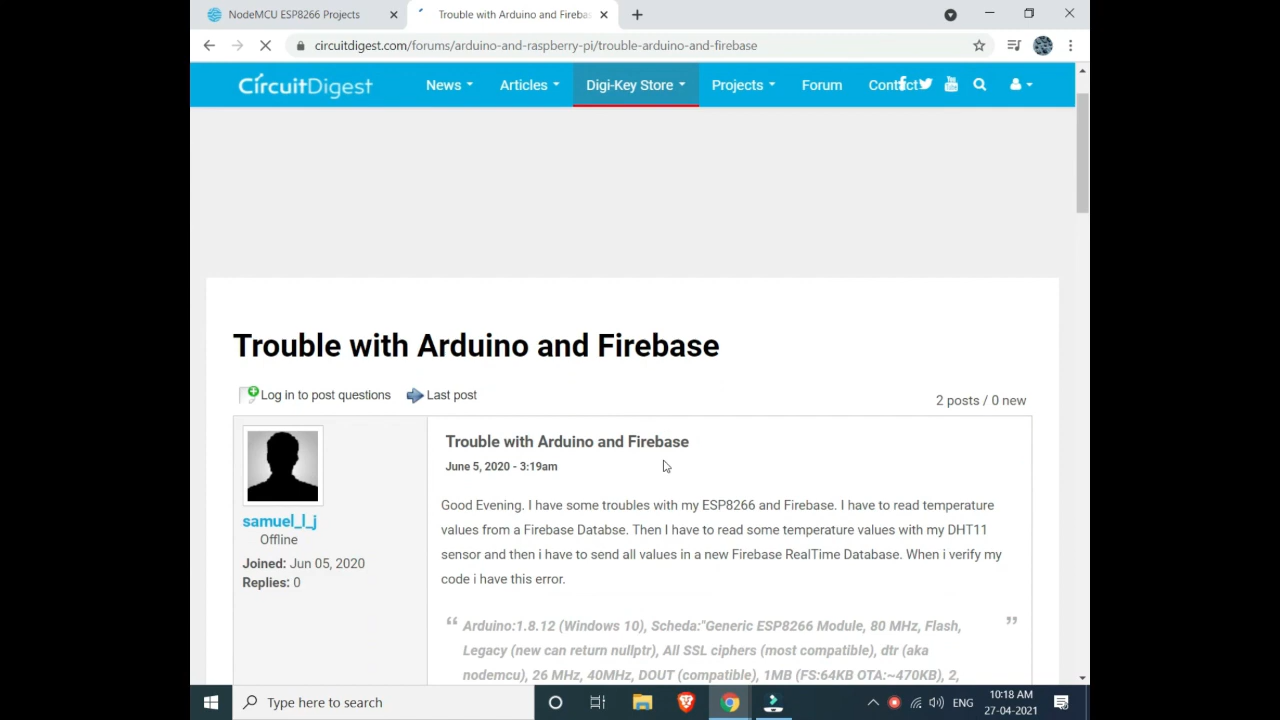 NodeMCU ESP8266 Projects
Trouble with Arduino and Fireba
circuitdigest.com/forums/arduino-and-raspberry-pi/trouble-arduino-and-firebase
CírcuitDigest
News
Articles
Digi-Key Store
Projects
Forum
Contact
You
Tube
Trouble with Arduino and Firebase
Log in to post questions
Last post
2 posts / 0 new
Trouble with Arduino and Firebase
June 5, 2020 - 3:19am
samuel_l_j
Offline
Joined: Jun 05, 2020
Replies: 0
Good Evening. I have some troubles with my ESP8266 and Firebase. I have to read temperature
values from a Firebase Databse. Then I have to read some temperature values with my DHT11
sensor and then i have to send all values in a new Firebase RealTime Database. When i verify my
code i have this error.
“ Arduino:1.8.12 (Windows 10), Scheda:"Generic ESP8266 Module, 80 MHz, Flash, ”
Legacy (new can return nullptr), All SSL ciphers (most compatible), dtr (aka
nodemcu), 26 MHz, 40MHz, DOUT (compatible), 1MB (FS:64KB OTA:~470KB), 2,
Type here to search
ENG
10:18 AM
27-04-2021